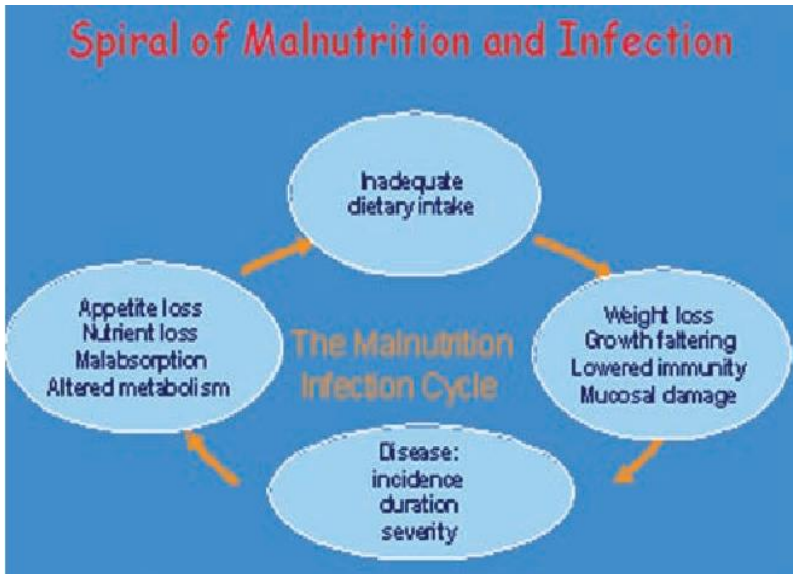 Spiral of Malnutrition and Infection
Inadequate
dietary intake
Weight loss
Growth faltering
Lowered immunity
Mucosal damage
Disease:
incidence
duration
severity
Appetite loss
Nutrient loss
Malabsorption
Altered metabolism
The Malnutrition
Infection Cycle